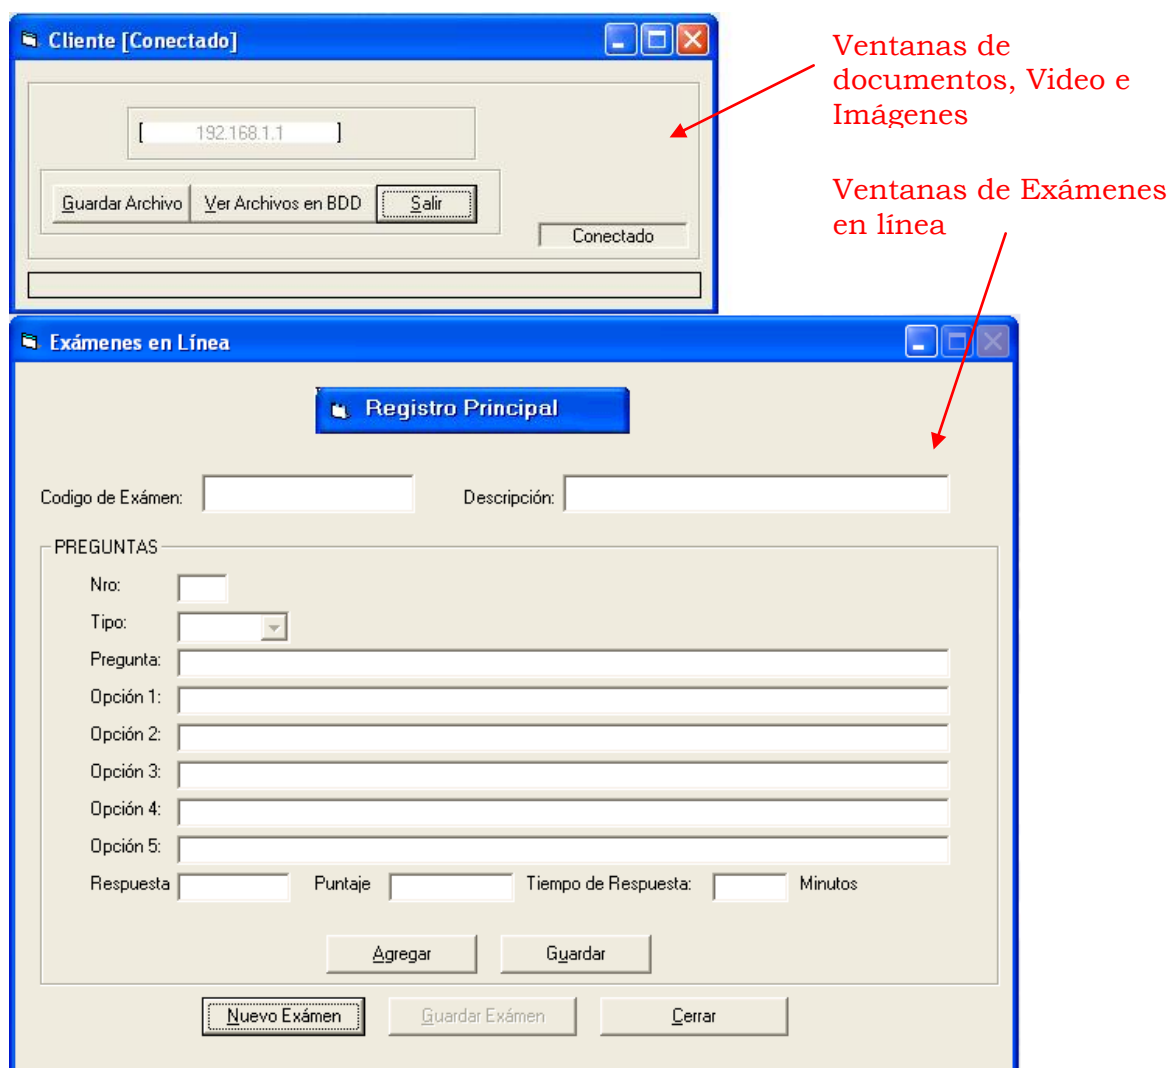 Cliente [Conectado]
[ 192.168.1.1 ]
Guardar Archivo Ver Archivos en BDD Salir
Conectado
Ventanas de
documentos, Video e
Imágenes
Ventanas de Exámenes
en línea
Exámenes en Línea
Registro Principal
Codigo de Exámen: Descripción:
PREGUNTAS
Nro:
Tipo:
Pregunta:
Opción 1:
Opción 2:
Opción 3:
Opción 4:
Opción 5:
Respuesta Puntaje Tiempo de Respuesta: Minutos
Agregar Guardar
Nuevo Exámen Guardar Exámen Cerrar